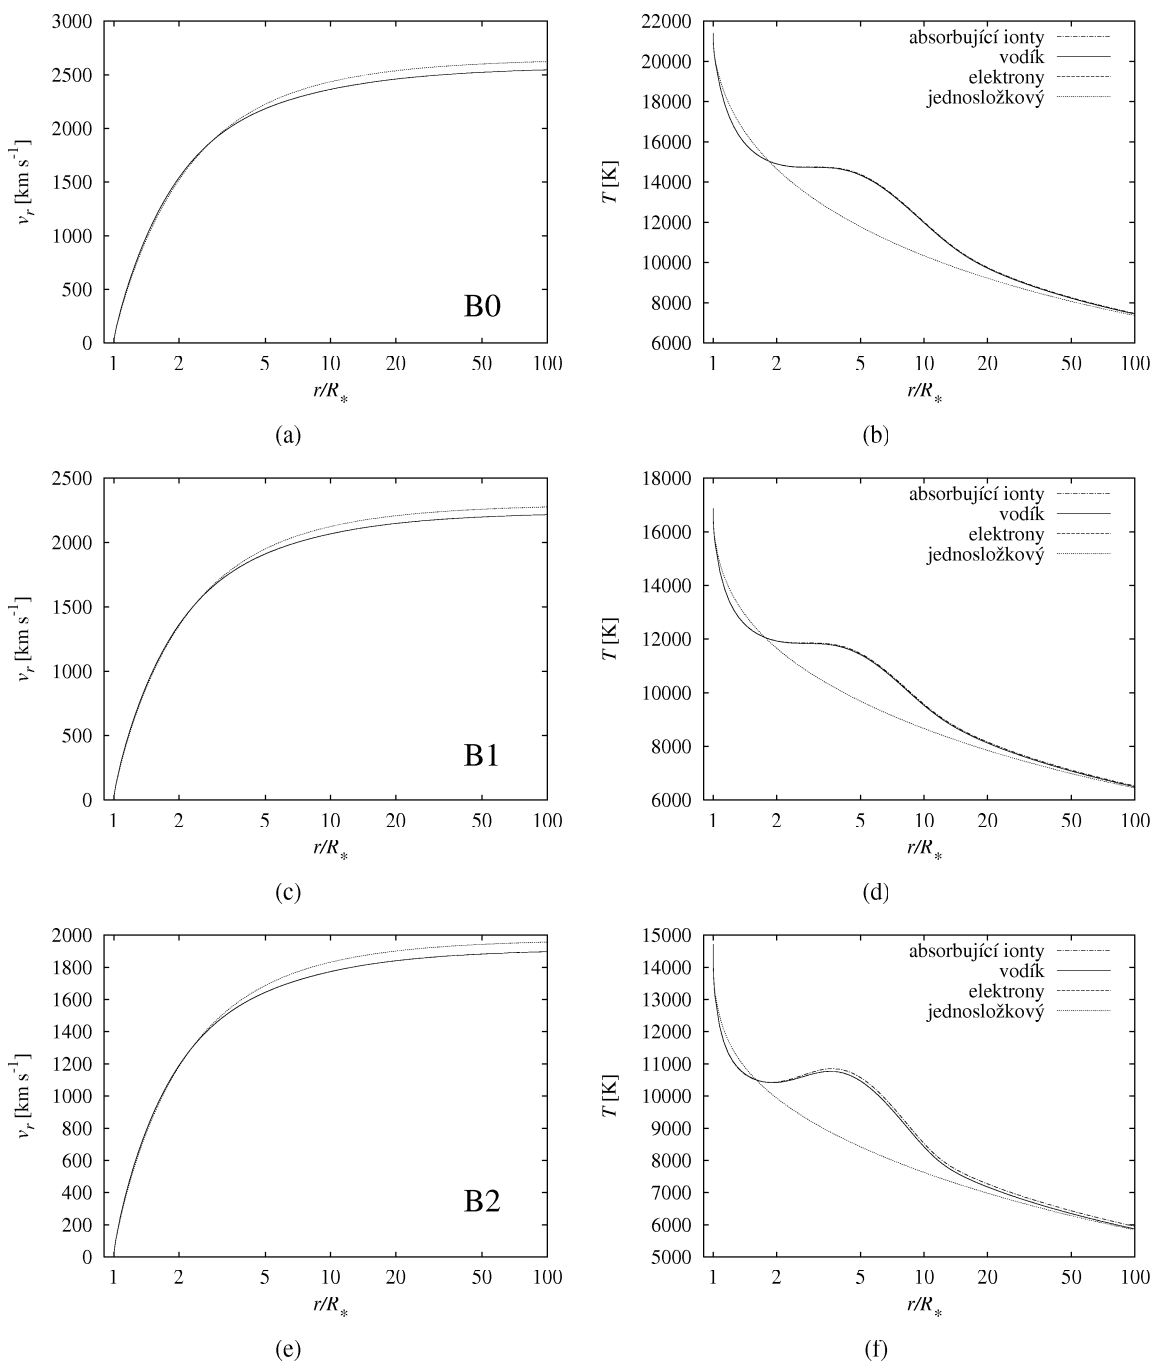 3000
2500
2000
1500
1000
500
0
v_r [km s^-1]
B0
1 2 5 10 20 50 100
r/R_*
(a)
22000
20000
18000
16000
14000
12000
10000
8000
6000
T [K]
absorbující ionty
vodík
elektrony
jednosložkový
1 2 5 10 20 50 100
r/R_*
(b)
2500
2000
1500
1000
500
0
v_r [km s^-1]
B1
1 2 5 10 20 50 100
r/R_*
(c)
18000
16000
14000
12000
10000
8000
6000
T [K]
absorbující ionty
vodík
elektrony
jednosložkový
1 2 5 10 20 50 100
r/R_*
(d)
2000
1800
1600
1400
1200
1000
800
600
400
200
0
v_r [km s^-1]
B2
1 2 5 10 20 50 100
r/R_*
(e)
15000
14000
13000
12000
11000
10000
9000
8000
7000
6000
5000
T [K]
absorbující ionty
vodík
elektrony
jednosložkový
1 2 5 10 20 50 100
r/R_*
(f)